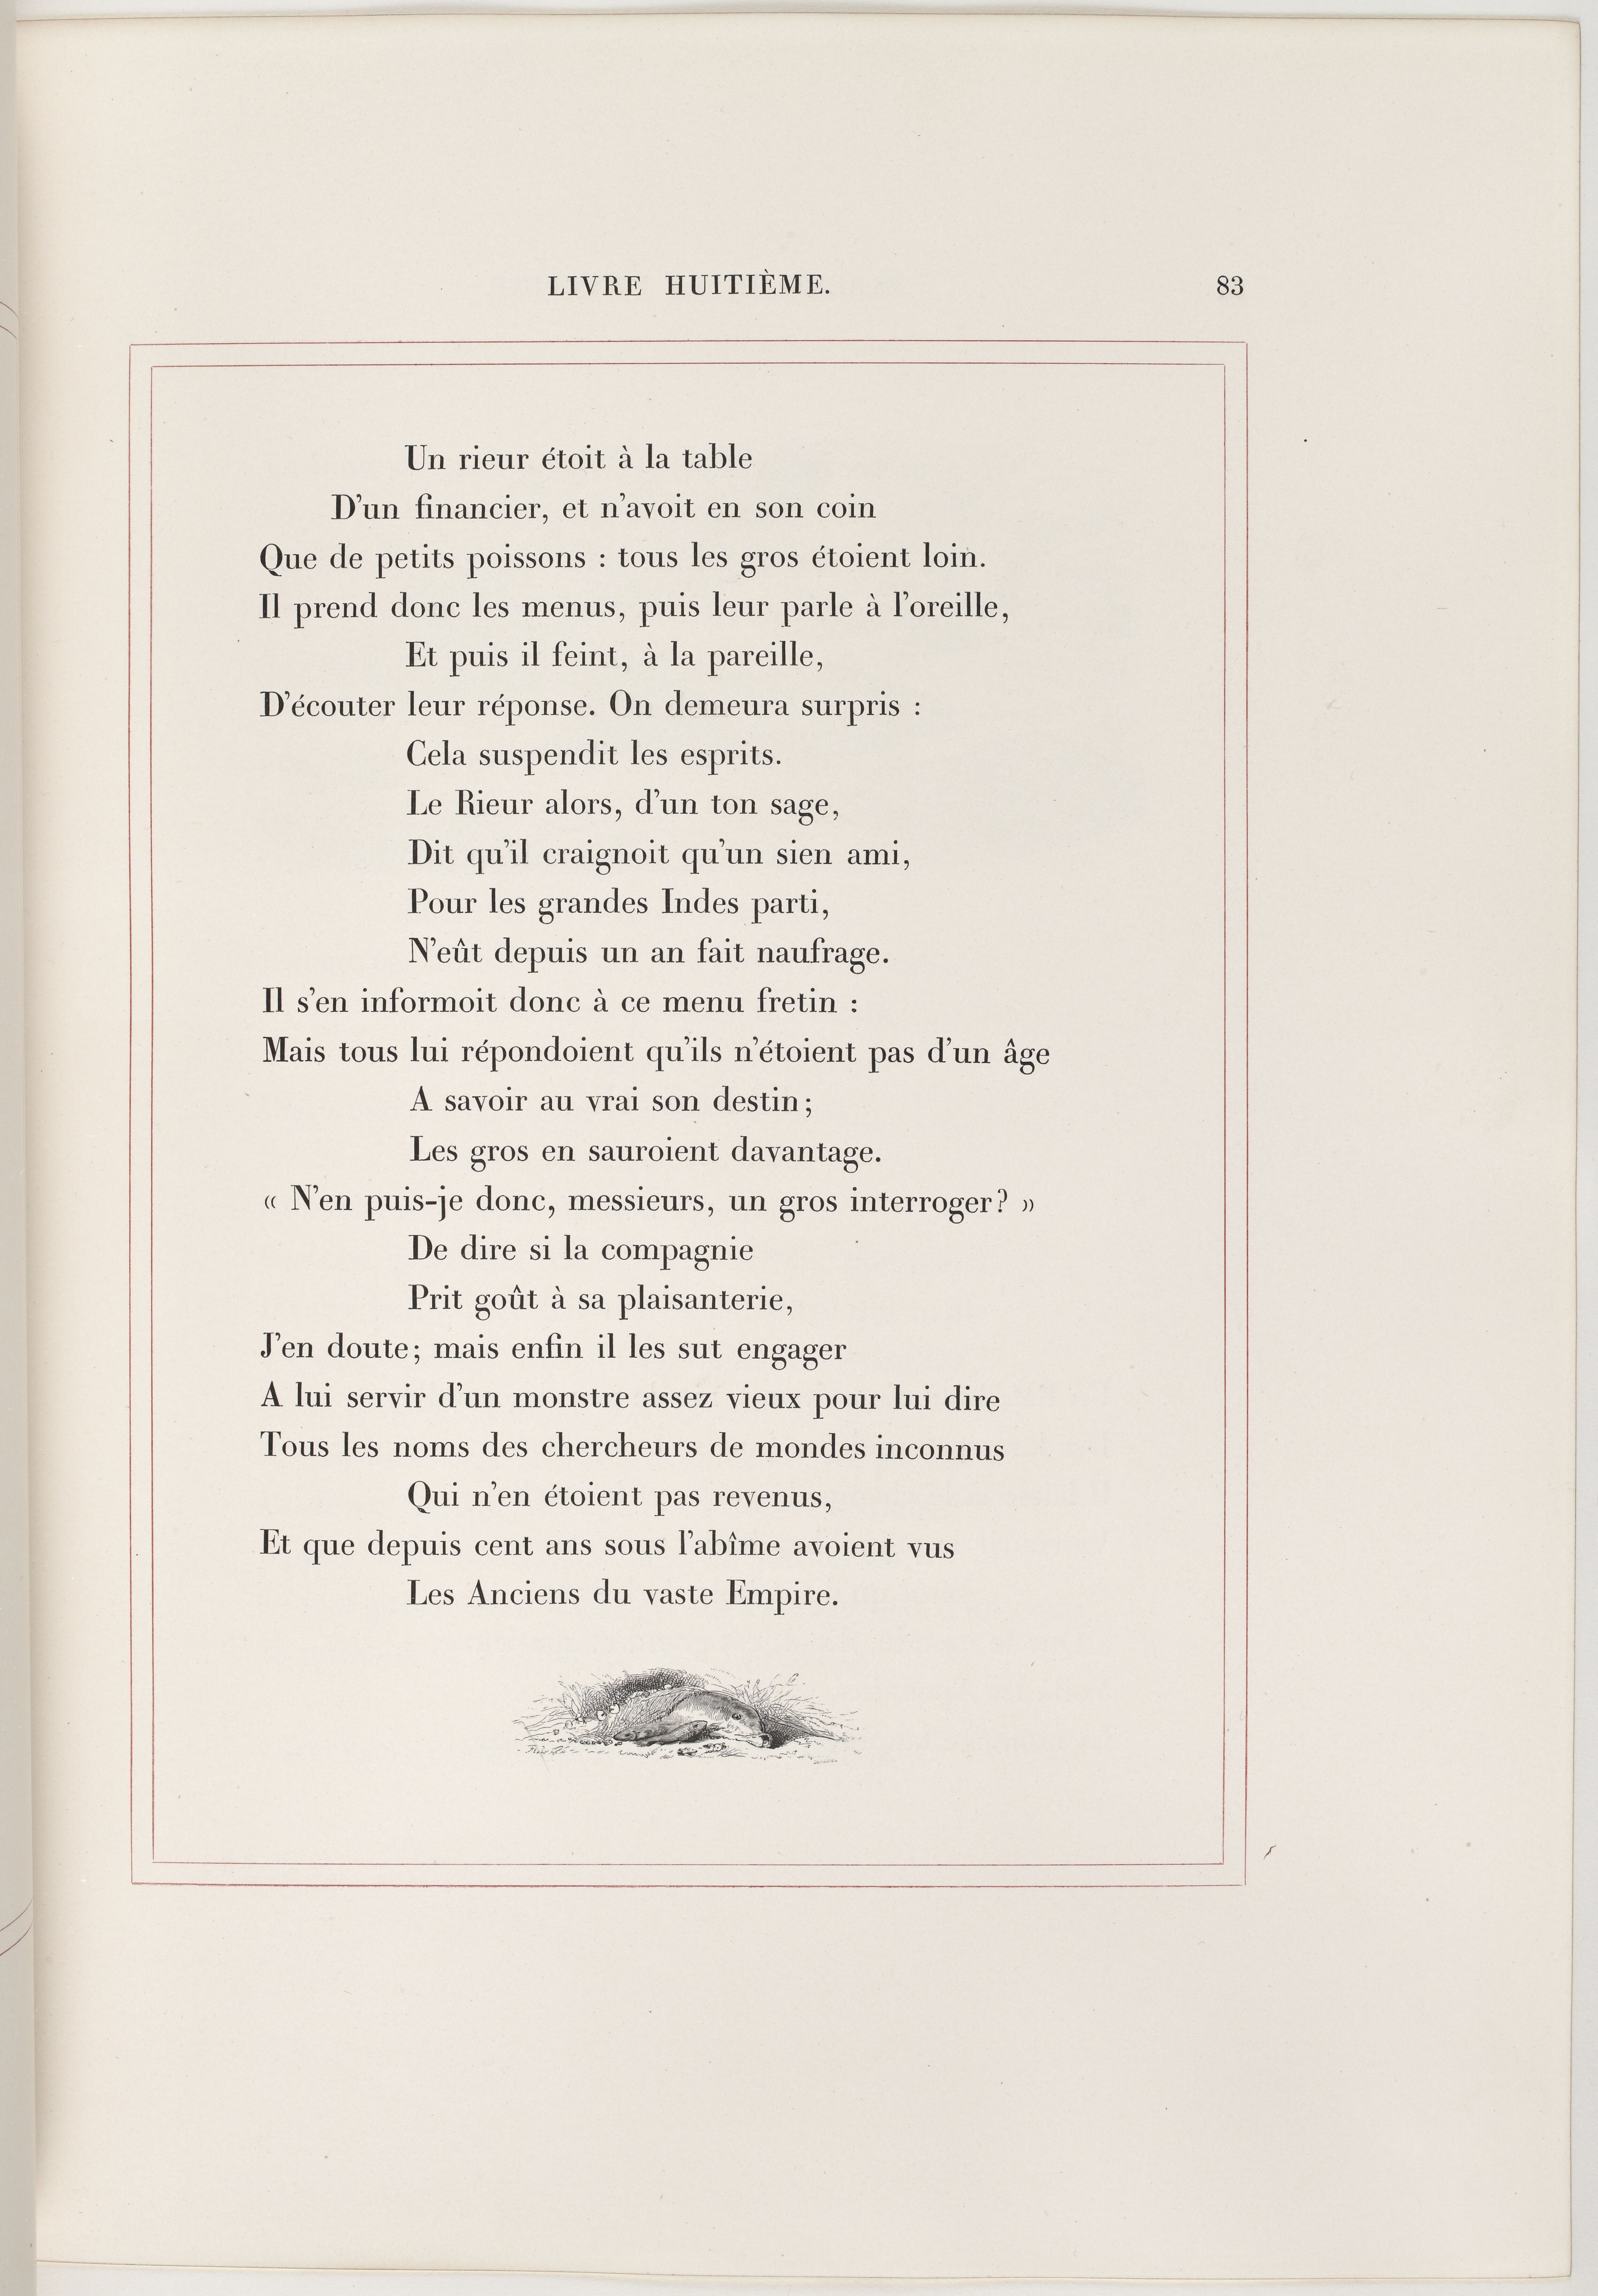 LIVRE HUITIÈME. 83
Un rieur étoit à la table
D'un financier, et n'avoit en son coin
Que de petits poissons : tous les gros étoient loin.
Il prend donc les menus, puis leur parle à l'oreille,
Et puis il feint, à la pareille,
D'écouter leur réponse. On demeura surpris :
Cela suspendit les esprits.
Le Rieur alors, d'un ton sage,
Dit qu'il craignoit qu'un sien ami,
Pour les grandes Indes parti,
N'eût depuis un an fait naufrage.
Il s'en informoit donc à ce menu fretin :
Mais tous lui répondoient qu'ils n'étoient pas d'un âge
A savoir au vrai son destin;
Les gros en sauroient davantage.
« N'en puis-je donc, messieurs, un gros interroger? »
De dire si la compagnie
Prit goût à sa plaisanterie,
J'en doute; mais enfin il les sut engager
A lui servir d'un monstre assez vieux pour lui dire
Tous les noms des chercheurs de mondes inconnus
Qui n'en étoient pas revenus,
Et que depuis cent ans sous l'abîme avoient vus
Les Anciens du vaste Empire.